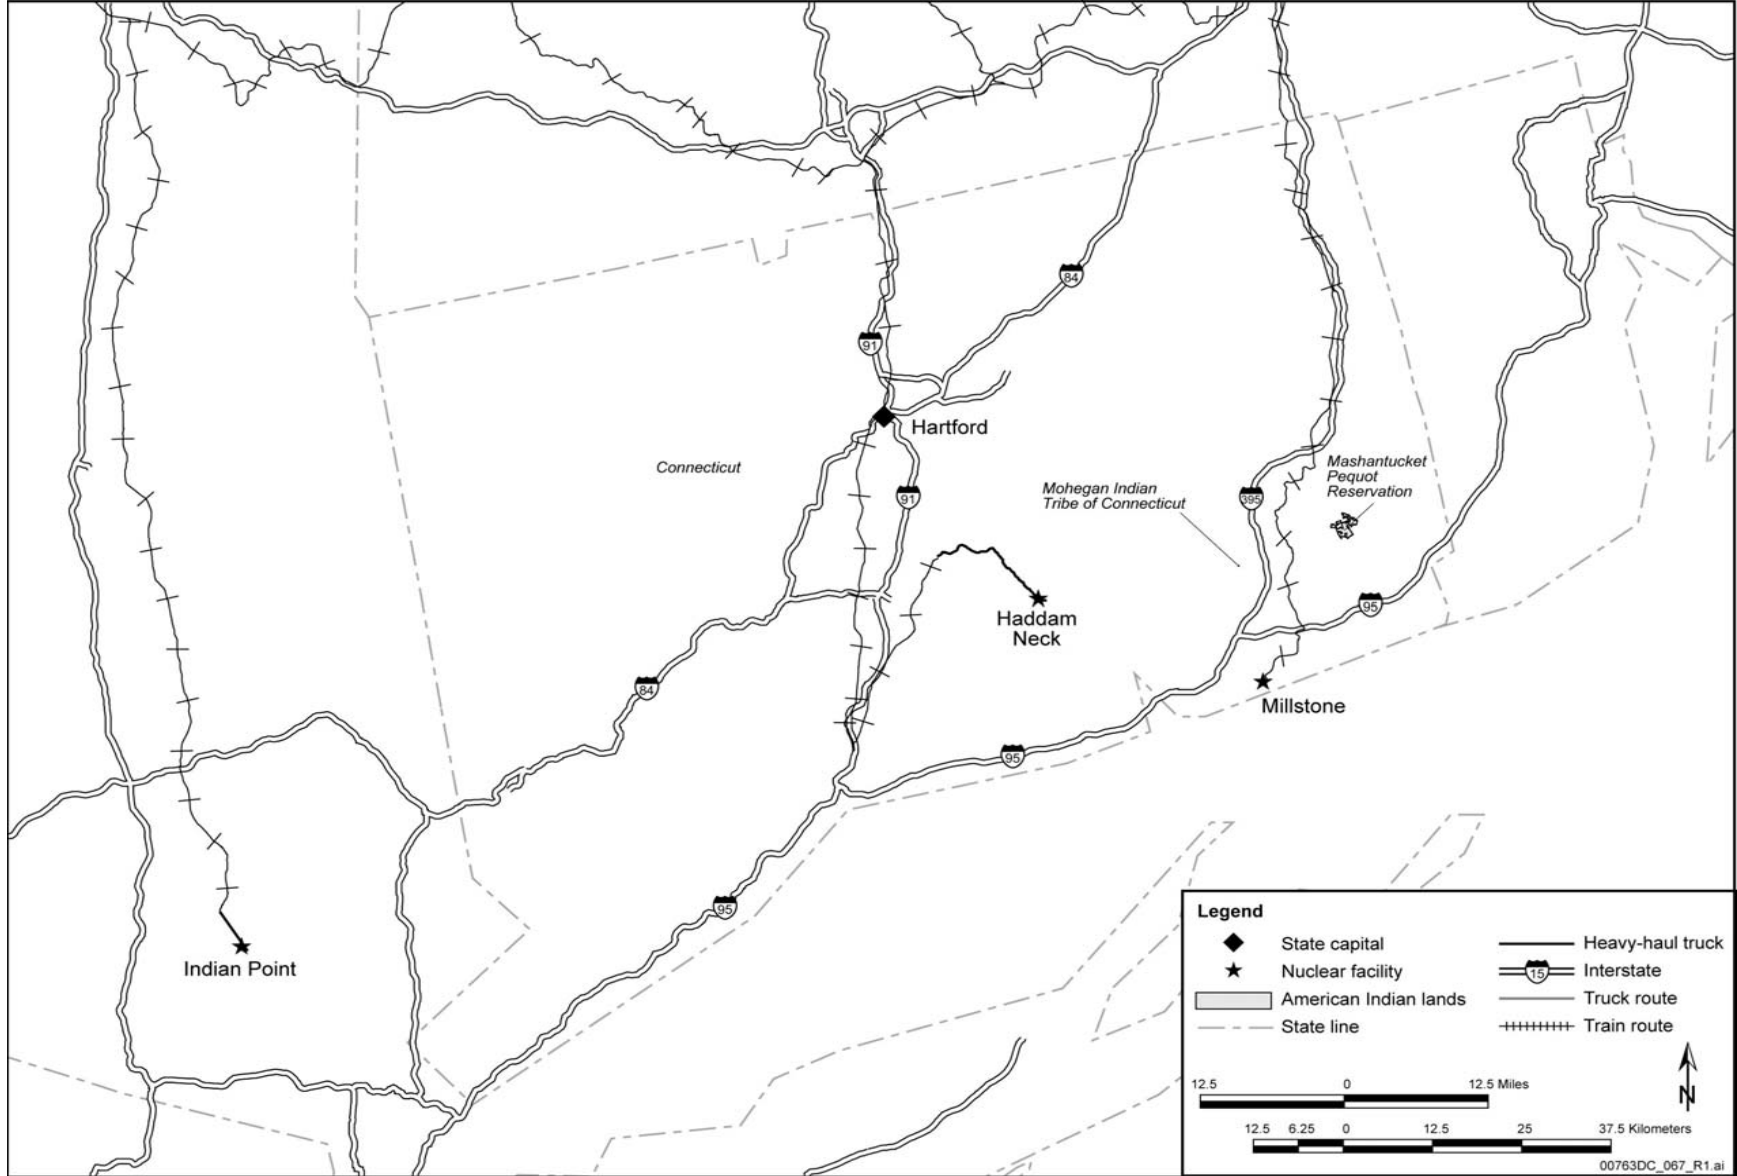 84
91
Hartford
Connecticut
Mashantucket
Pequot
Reservation
Mohegan Indian
Tribe of Connecticut
91
395
95
Haddam
Neck
84
Millstone
95
95
Indian Point
Legend
State capital
Nuclear facility
American Indian lands
State line
Heavy-haul truck
15
Interstate
Truck route
Train route
12.5 0 12.5 Miles
N
12.5 6.25 0 12.5 25 37.5 Kilometers
00763DC_067_R1.ai